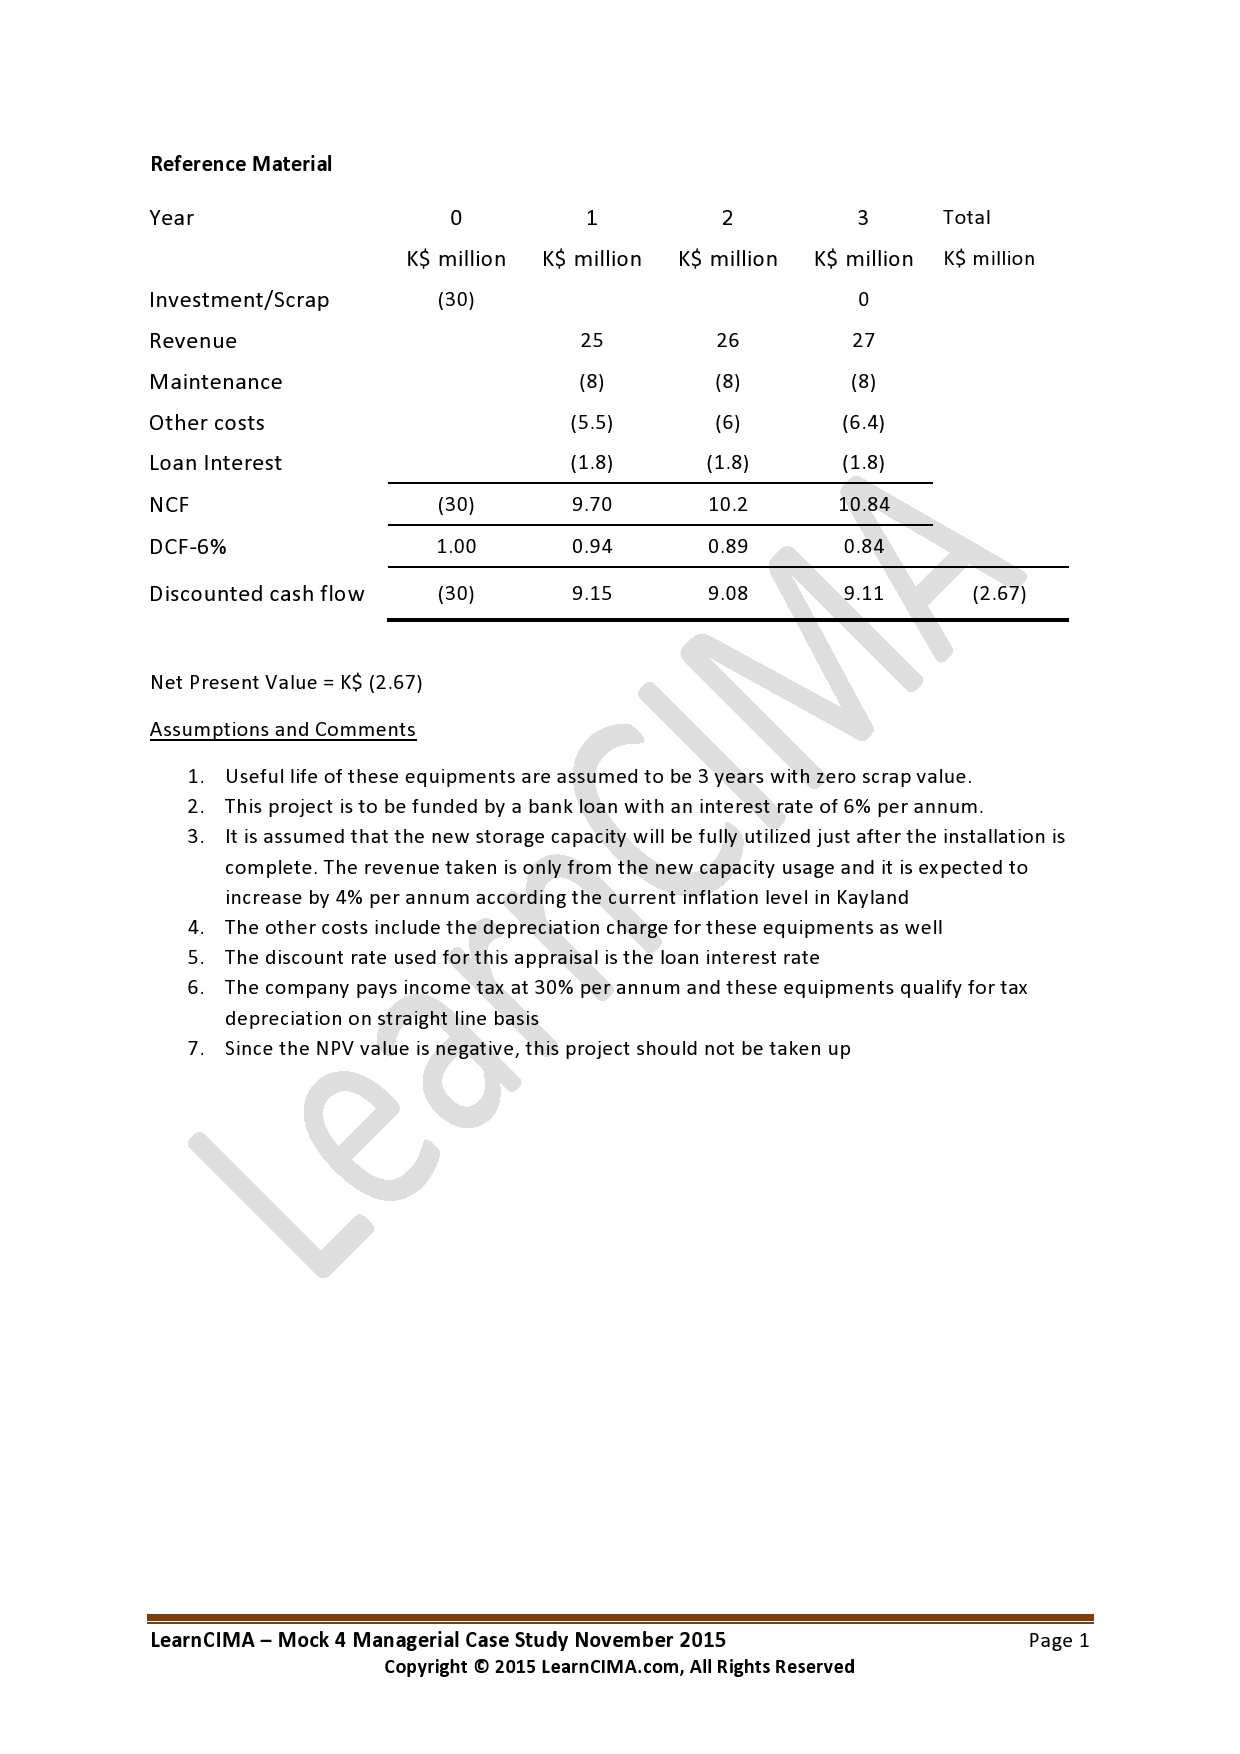 Reference Material
Year 0 1 2 3 Total
K$ million K$ million K$ million K$ million K$ million
Investment/Scrap (30) 0
Revenue 25 26 27
Maintenance (8) (8) (8)
Other costs (5.5) (6) (6.4)
Loan Interest (1.8) (1.8) (1.8)
NCF (30) 9.70 10.2 10.84
DCF-6% 1.00 0.94 0.89 0.84
Discounted cash flow (30) 9.15 9.08 9.11 (2.67)
Net Present Value = K$ (2.67)
Assumptions and Comments
1. Useful life of these equipments are assumed to be 3 years with zero scrap value.
2. This project is to be funded by a bank loan with an interest rate of 6% per annum.
3. It is assumed that the new storage capacity will be fully utilized just after the installation is
complete. The revenue taken is only from the new capacity usage and it is expected to
increase by 4% per annum according the current inflation level in Kayland
4. The other costs include the depreciation charge for these equipments as well
5. The discount rate used for this appraisal is the loan interest rate
6. The company pays income tax at 30% per annum and these equipments qualify for tax
depreciation on straight line basis
7. Since the NPV value is negative, this project should not be taken up
LearnCIMA
LearnCIMA – Mock 4 Managerial Case Study November 2015 Page 1
Copyright © 2015 LearnCIMA.com, All Rights Reserved